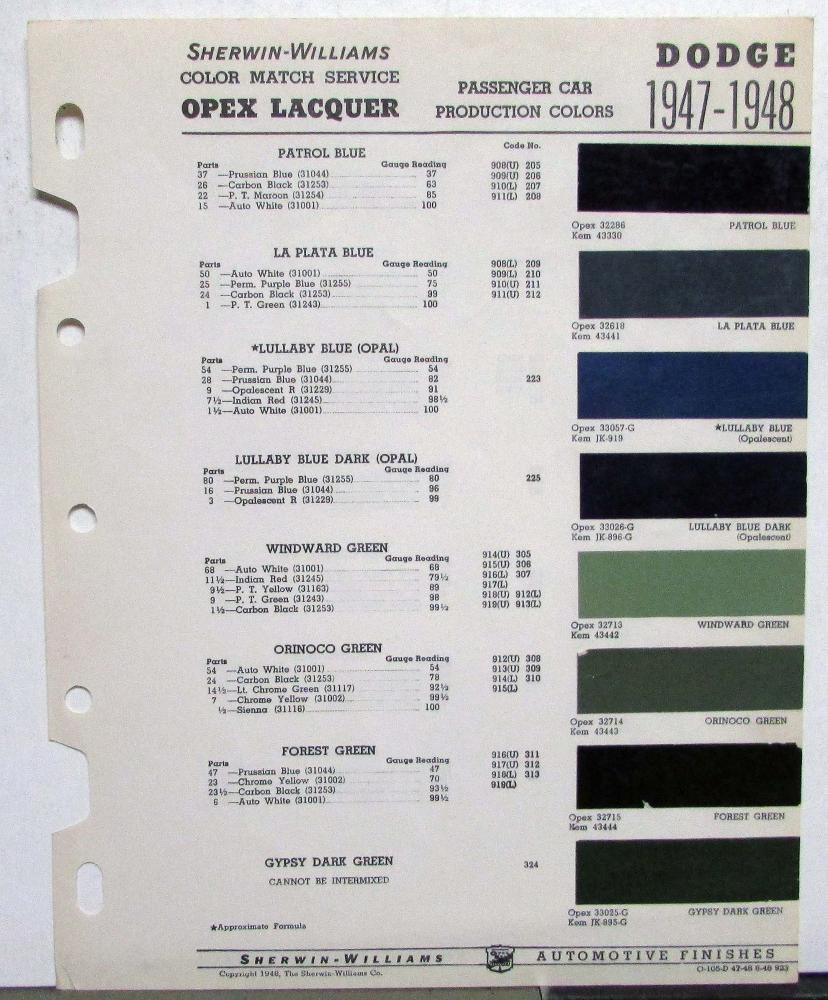 SHERWIN-WILLIAMS
COLOR MATCH SERVICE
OPEX LACQUER
PASSENGER CAR
PRODUCTION COLORS
DODGE
1947-1948
PATROL BLUE
Code No.
Parts Gauge Reading
37 —Prussian Blue (31044) 37 908(U) 205
26 —Carbon Black (31253) 63 909(U) 206
22 —P. T. Maroon (31254) 85 910(L) 207
15 —Auto White (31001) 100 911(L) 208
Opex 32286 PATROL BLUE
Kem 43330
LA PLATA BLUE
Parts Gauge Reading 908(L) 209
50 —Auto White (31001) 50 909(L) 210
25 —Perm. Purple Blue (31255) 75 910(U) 211
24 —Carbon Black (31253) 99 911(U) 212
1 —P. T. Green (31243) 100
Opex 32618 LA PLATA BLUE
Kem 43441
★LULLABY BLUE (OPAL)
Parts Gauge Reading
54 —Perm. Purple Blue (31255) 54
28 —Prussian Blue (31044) 82 223
9 —Opalescent R (31229) 91
7½—Indian Red (31245) 98½
1½—Auto White (31001) 100
Opex 33057-G ★LULLABY BLUE
Kem JK-919 (Opalescent)
LULLABY BLUE DARK (OPAL)
Parts Gauge Reading
80 —Perm. Purple Blue (31255) 80 225
16 —Prussian Blue (31044) 96
3 —Opalescent R (31229) 99
Opex 33026-G LULLABY BLUE DARK
Kem JK-896-G (Opalescent)
WINDWARD GREEN
Parts Gauge Reading 914(U) 305
68 —Auto White (31001) 68 915(U) 306
11½—Indian Red (31245) 79½ 916(L) 307
9½—P. T. Yellow (31163) 89 917(L)
9 —P. T. Green (31243) 98 918(U) 912(L)
1½—Carbon Black (31253) 99½ 919(U) 913(L)
Opex 32713 WINDWARD GREEN
Kem 43442
ORINOCO GREEN
Parts Gauge Reading 912(U) 308
54 —Auto White (31001) 54 913(U) 309
24 —Carbon Black (31253) 78 914(L) 310
14½—Lt. Chrome Green (31117) 92½ 915(L)
7 —Chrome Yellow (31002) 99½
½—Sienna (31116) 100
Opex 32714 ORINOCO GREEN
Kem 43443
FOREST GREEN
Parts Gauge Reading 916(U) 311
47 —Prussian Blue (31044) 47 917(U) 312
23 —Chrome Yellow (31002) 70 918(L) 313
23½—Carbon Black (31253) 93½ 919(L)
6 —Auto White (31001) 99½
Opex 32715 FOREST GREEN
Kem 43444
GYPSY DARK GREEN 324
CANNOT BE INTERMIXED
Opex 33025-G GYPSY DARK GREEN
Kem JK-895-G
★Approximate Formula
SHERWIN-WILLIAMS AUTOMOTIVE FINISHES
Copyright 1948, The Sherwin-Williams Co. O-105-D 47-48 6-48 923